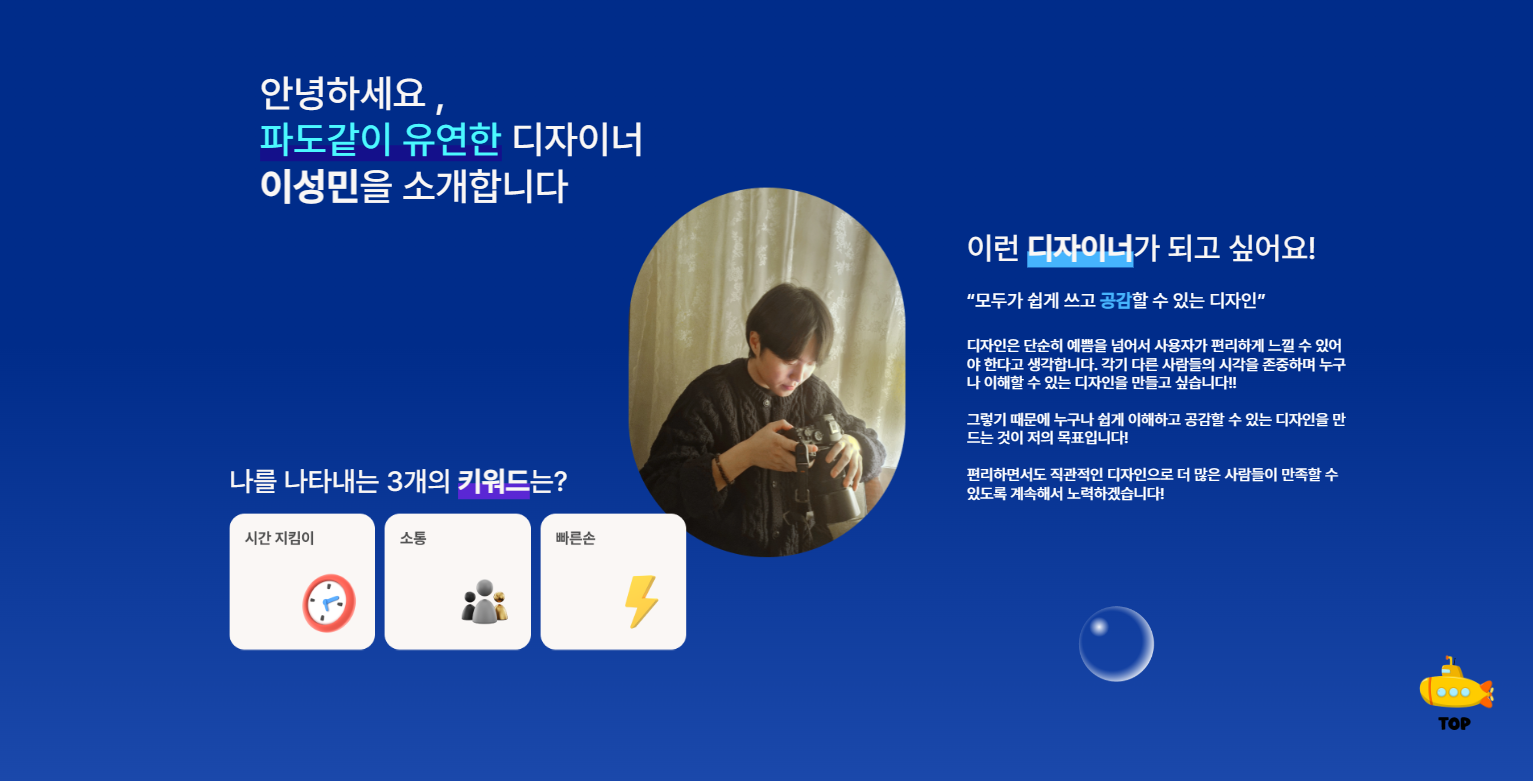 안녕하세요 ,
파도같이 유연한 디자이너
이성민을 소개합니다
이런 디자이너가 되고 싶어요!
“모두가 쉽게 쓰고 공감할 수 있는 디자인”
디자인은 단순히 예쁨을 넘어서 사용자가 편리하게 느낄 수 있어
야 한다고 생각합니다. 각기 다른 사람들의 시각을 존중하며 누구
나 이해할 수 있는 디자인을 만들고 싶습니다!!
그렇기 때문에 누구나 쉽게 이해하고 공감할 수 있는 디자인을 만
드는 것이 저의 목표입니다!
편리하면서도 직관적인 디자인으로 더 많은 사람들이 만족할 수
있도록 계속해서 노력하겠습니다!
나를 나타내는 3개의 키워드는?
시간 지킴이
소통
빠른손
TOP